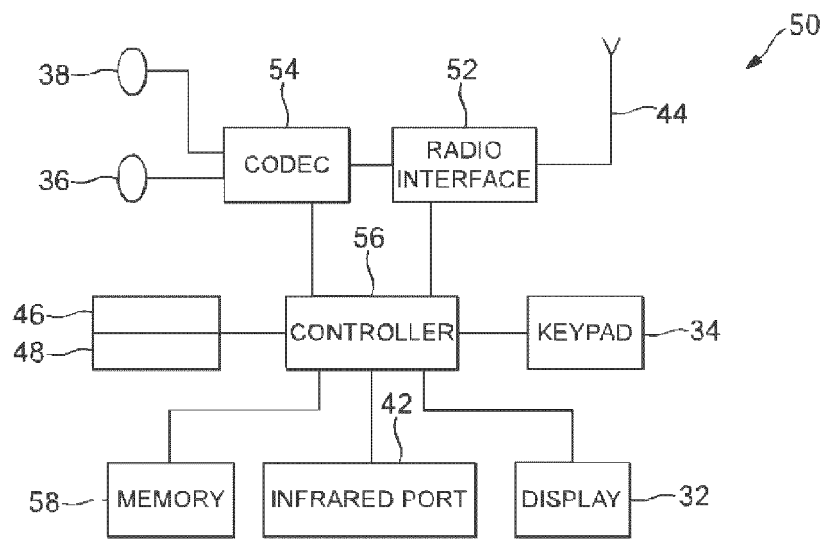 50
38
54
52
44
CODEC
RADIO
INTERFACE
36
56
46
48
CONTROLLER
KEYPAD
34
42
58
MEMORY
INFRARED PORT
DISPLAY
32